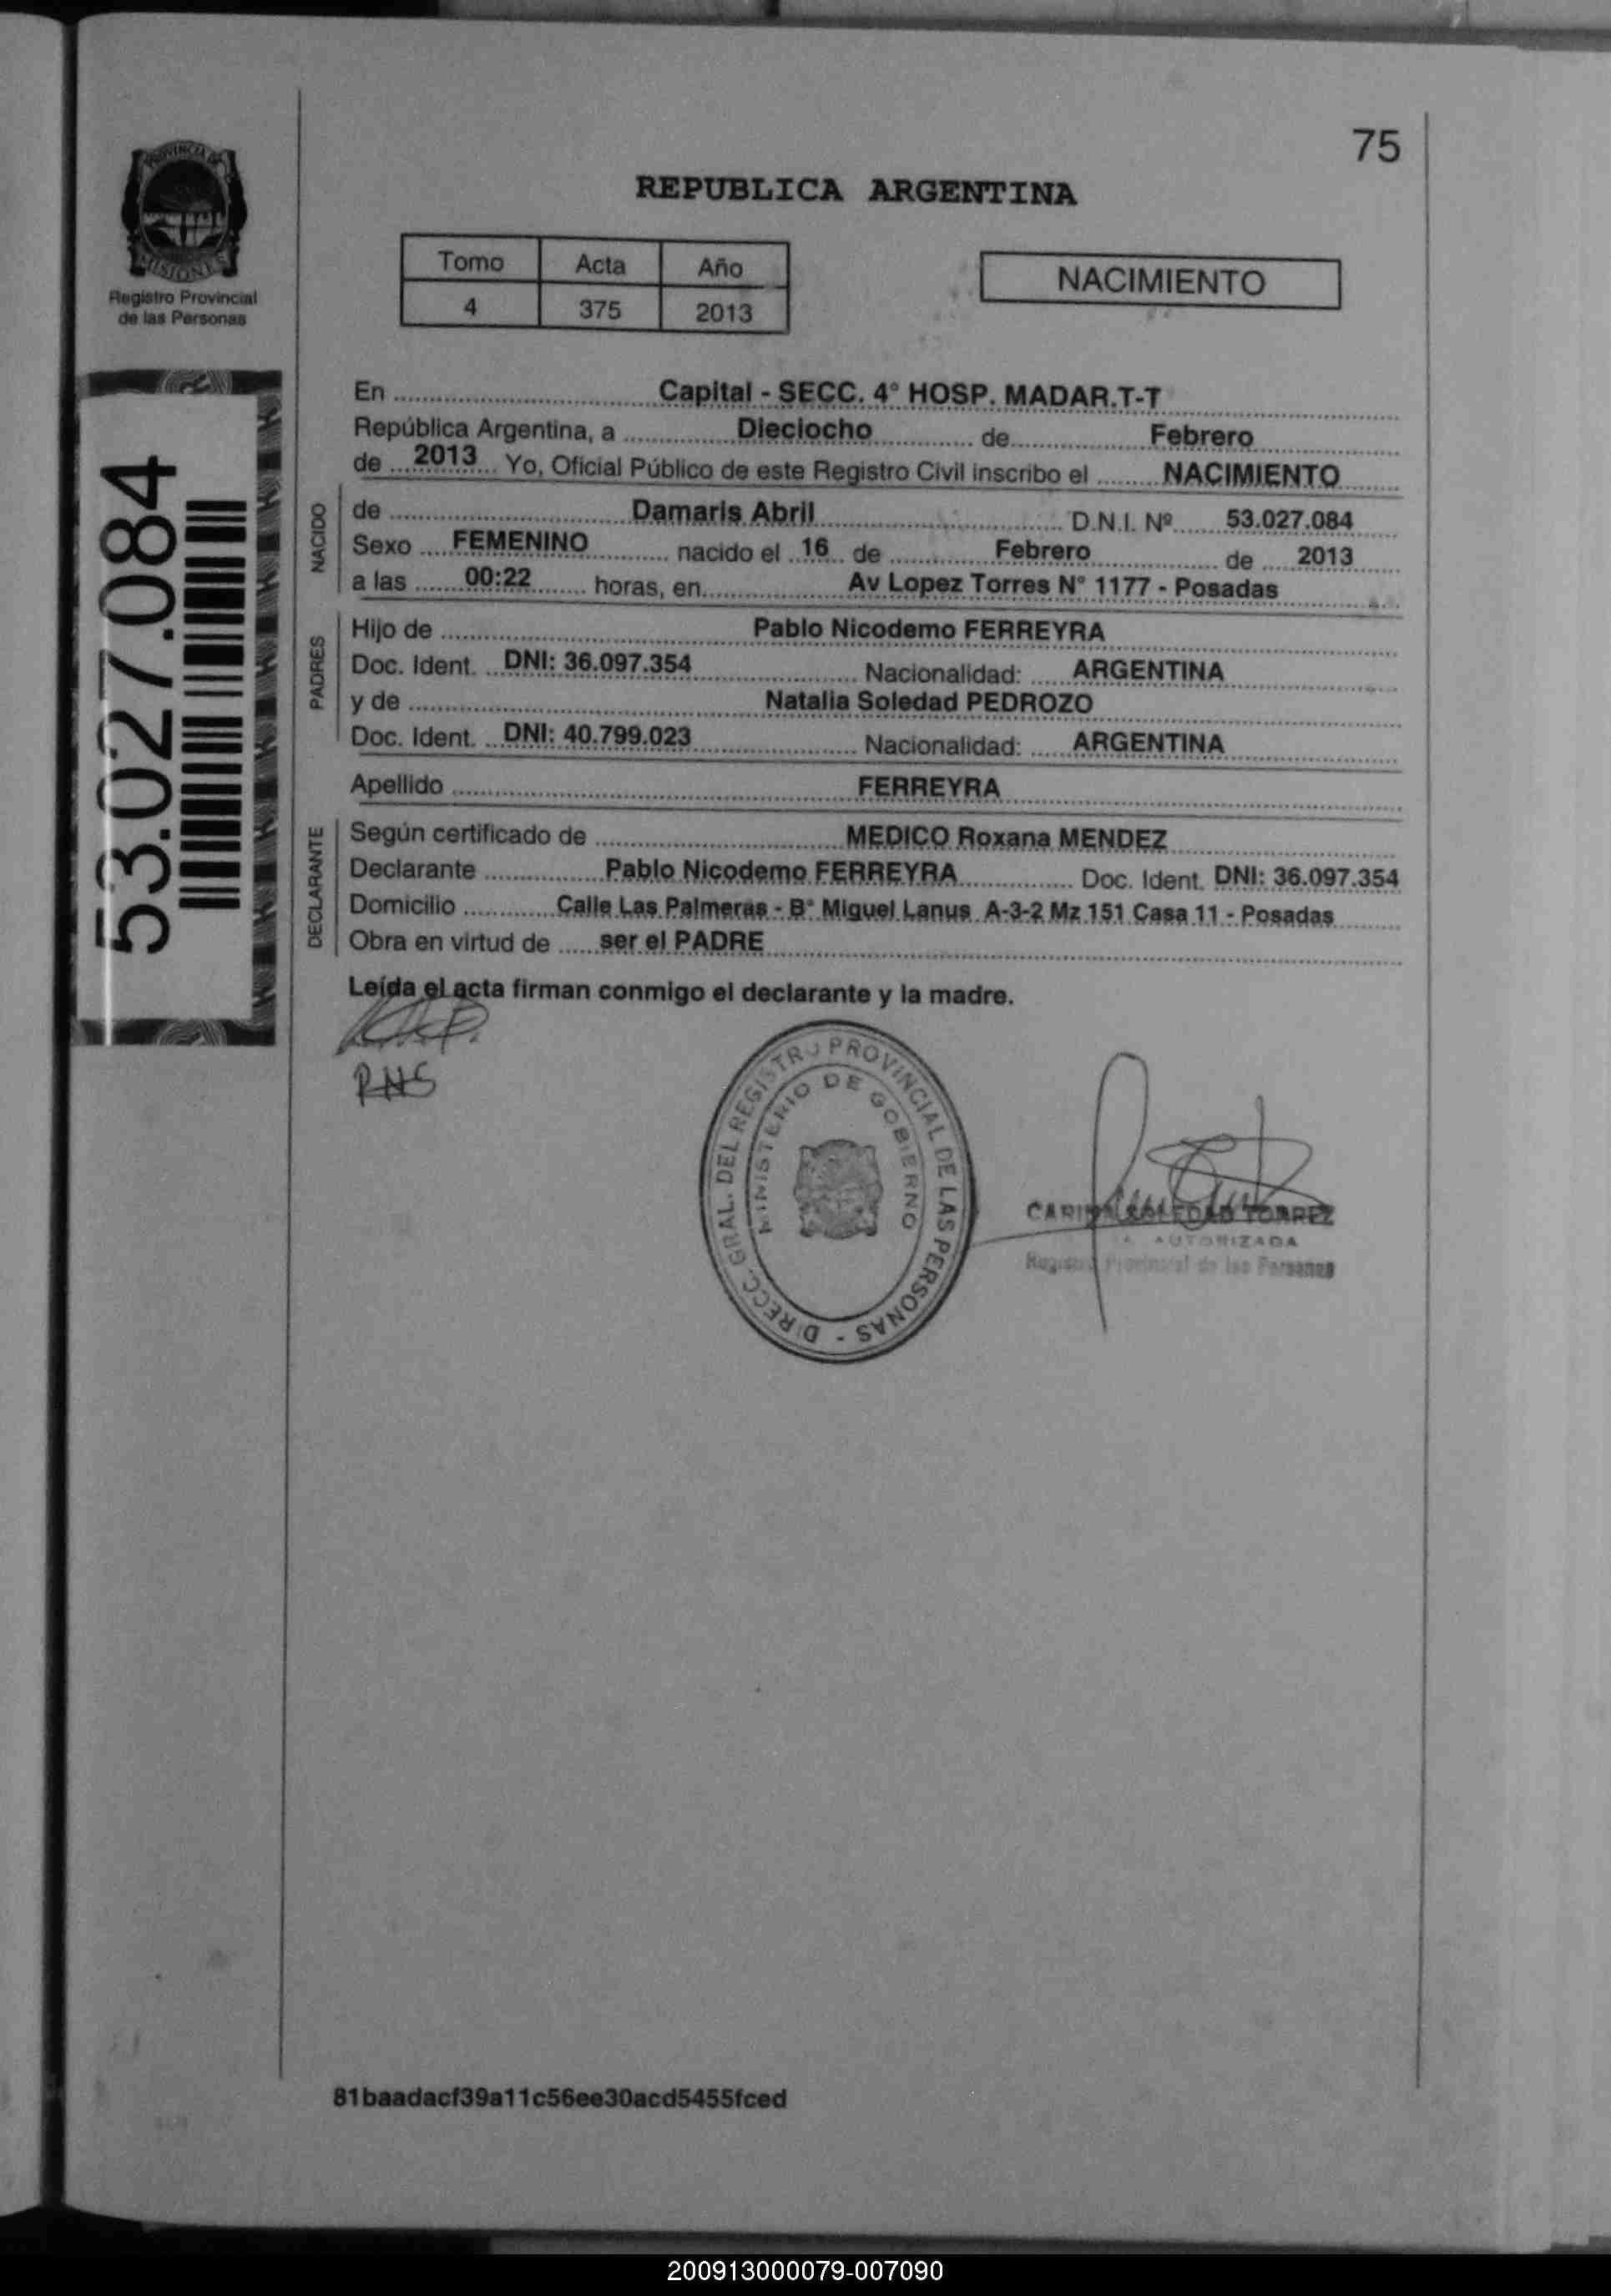 75
REPUBLICA ARGENTINA
PROVINCIA DE
MISIONES
Registro Provincial
de las Personas
Tomo Acta Año
4 375 2013
NACIMIENTO
53.027.084
En Capital - SECC. 4° HOSP. MADAR.T-T
República Argentina, a Dieciocho de Febrero
de 2013 Yo, Oficial Público de este Registro Civil inscribo el NACIMIENTO
NACIDO
de Damaris Abril D.N.I. Nº 53.027.084
Sexo FEMENINO nacido el 16 de Febrero de 2013
a las 00:22 horas, en Av Lopez Torres N° 1177 - Posadas
PADRES
Hijo de Pablo Nicodemo FERREYRA
Doc. Ident. DNI: 36.097.354 Nacionalidad: ARGENTINA
y de Natalia Soledad PEDROZO
Doc. Ident. DNI: 40.799.023 Nacionalidad: ARGENTINA
Apellido FERREYRA
DECLARANTE
Según certificado de MEDICO Roxana MENDEZ
Declarante Pablo Nicodemo FERREYRA Doc. Ident. DNI: 36.097.354
Domicilio Calle Las Palmeras - B° Miguel Lanus A-3-2 Mz 151 Casa 11 - Posadas
Obra en virtud de ser el PADRE
Leída el acta firman conmigo el declarante y la madre.
PNS
DIRECC. GRAL. DEL REGISTRO PROVINCIAL DE LAS PERSONAS -
MINISTERIO DE GOBIERNO
SOLEDAD TORREZ
AUTORIZADA
Registro Provincial de las Personas
81baadacf39a11c56ee30acd5455fced
200913000079-007090